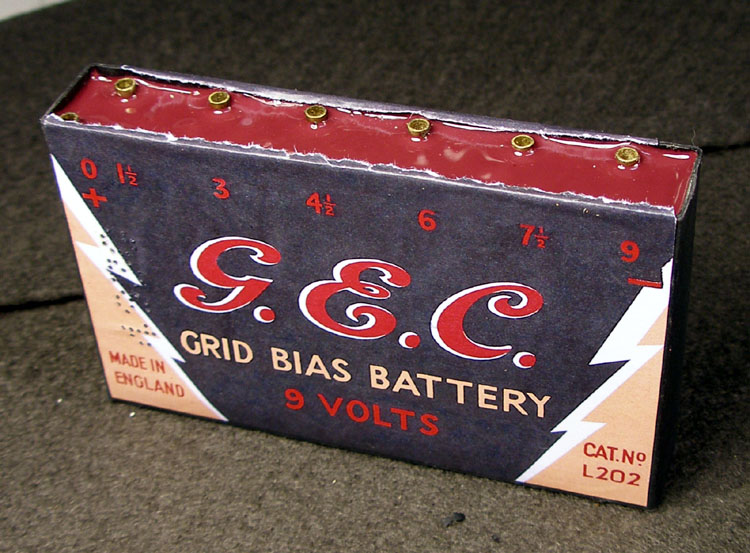 0 1½ 3 4½ 6 7½ 9
+ −
G.E.C.
GRID BIAS BATTERY
9 VOLTS
MADE IN
ENGLAND
CAT.Nº
L202